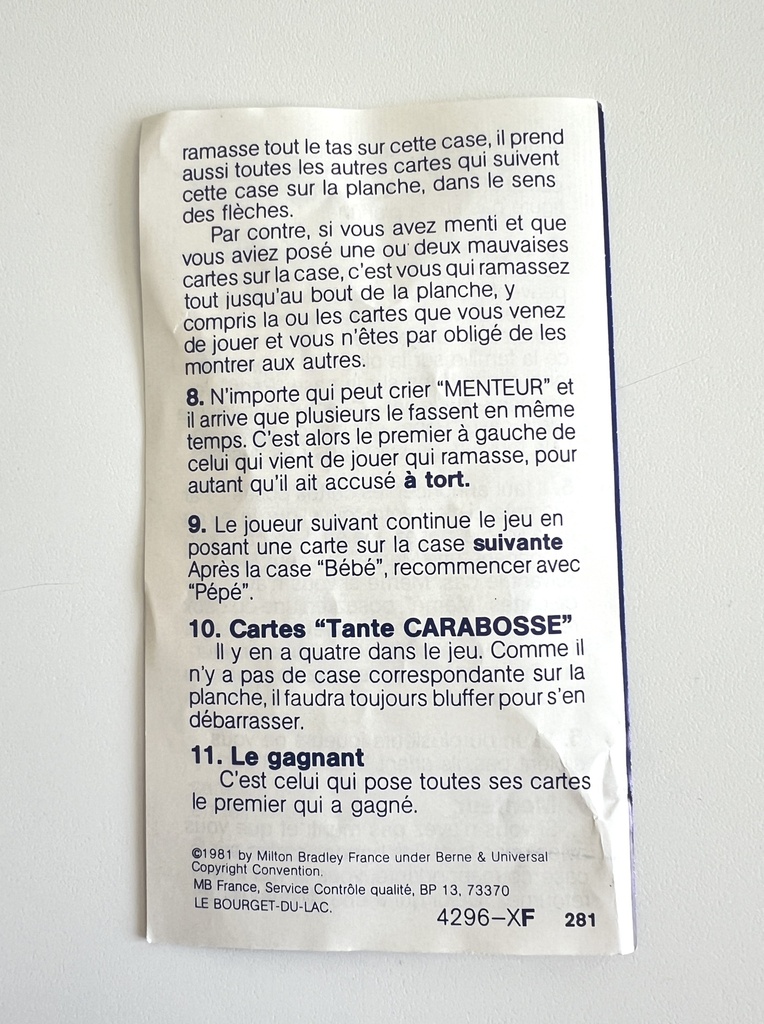 ramasse tout le tas sur cette case, il prend
aussi toutes les autres cartes qui suivent
cette case sur la planche, dans le sens
des flèches.
Par contre, si vous avez menti et que
vous aviez posé une ou deux mauvaises
cartes sur la case, c'est vous qui ramassez
tout jusqu'au bout de la planche, y
compris la ou les cartes que vous venez
de jouer et vous n'êtes par obligé de les
montrer aux autres.
8. N'importe qui peut crier "MENTEUR" et
il arrive que plusieurs le fassent en même
temps. C'est alors le premier à gauche de
celui qui vient de jouer qui ramasse, pour
autant qu'il ait accusé à tort.
9. Le joueur suivant continue le jeu en
posant une carte sur la case suivante
Après la case "Bébé", recommencer avec
"Pépé".
10. Cartes "Tante CARABOSSE"
Il y en a quatre dans le jeu. Comme il
n'y a pas de case correspondante sur la
planche, il faudra toujours bluffer pour s'en
débarrasser.
11. Le gagnant
C'est celui qui pose toutes ses cartes
le premier qui a gagné.
©1981 by Milton Bradley France under Berne & Universal
Copyright Convention.
MB France, Service Contrôle qualité, BP 13, 73370
LE BOURGET-DU-LAC.
4296-XF 281